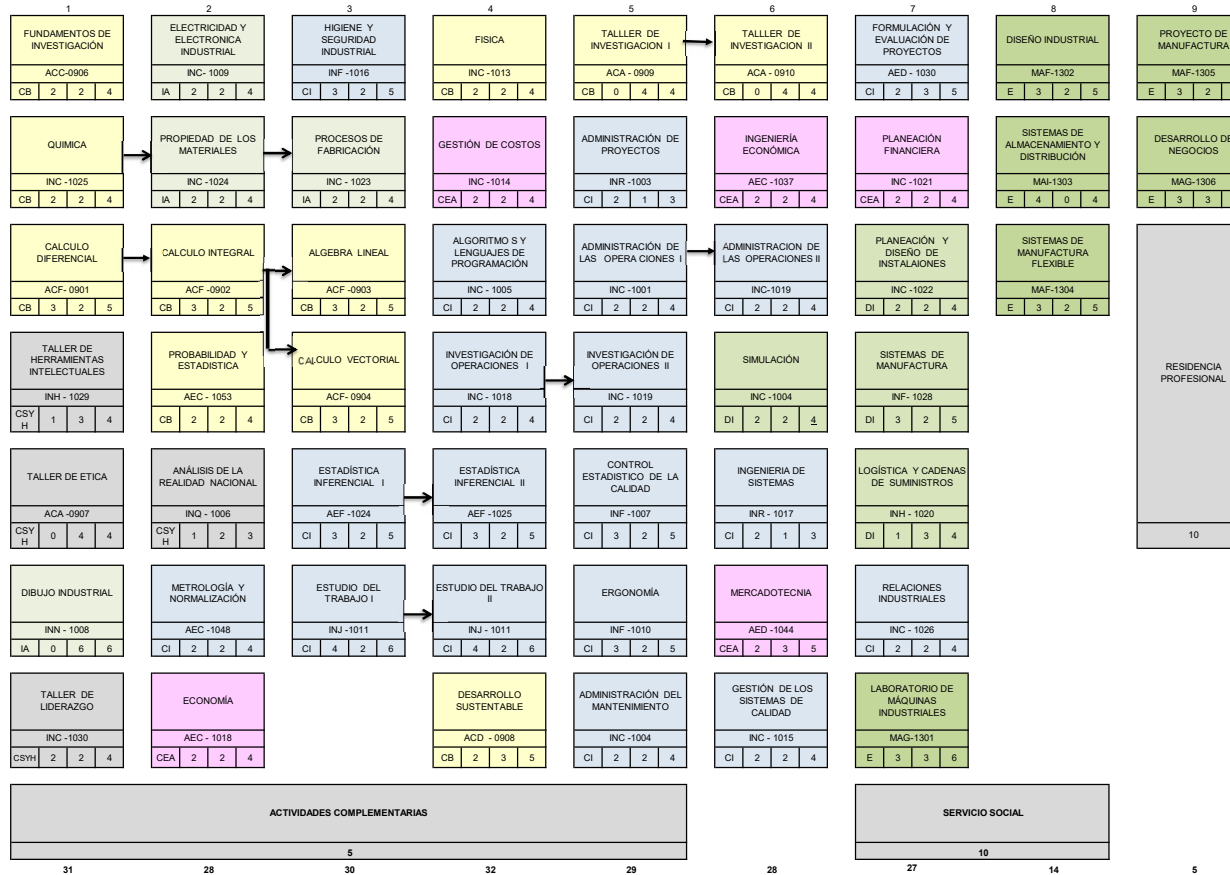 1 2 3 4 5 6 7 8 9
FUNDAMENTOS DE
INVESTIGACIÓN
ACC-0906
CB 2 2 4
ELECTRICIDAD Y
ELECTRONICA
INDUSTRIAL
INC- 1009
IA 2 2 4
HIGIENE Y
SEGURIDAD
INDUSTRIAL
INF -1016
CI 3 2 5
FISICA
INC -1013
CB 2 2 4
TALLLER DE
INVESTIGACION I
ACA - 0909
CB 0 4 4
TALLLER DE
INVESTIGACION II
ACA - 0910
CB 0 4 4
FORMULACIÓN Y
EVALUACIÓN DE
PROYECTOS
AED - 1030
CI 2 3 5
DISEÑO INDUSTRIAL
MAF-1302
E 3 2 5
PROYECTO DE
MANUFACTURA
MAF-1305
E 3 2
QUIMICA
INC -1025
CB 2 2 4
PROPIEDAD DE LOS
MATERIALES
INC -1024
IA 2 2 4
PROCESOS DE
FABRICACIÓN
INC - 1023
IA 2 2 4
GESTIÓN DE COSTOS
INC -1014
CEA 2 2 4
ADMINISTRACIÓN DE
PROYECTOS
INR -1003
CI 2 1 3
INGENIERÍA
ECONÓMICA
AEC -1037
CEA 2 2 4
PLANEACIÓN
FINANCIERA
INC -1021
CEA 2 2 4
SISTEMAS DE
ALMACENAMIENTO Y
DISTRIBUCIÓN
MAI-1303
E 4 0 4
DESARROLLO DE
NEGOCIOS
MAG-1306
E 3 3
CALCULO
DIFERENCIAL
ACF- 0901
CB 3 2 5
CALCULO INTEGRAL
ACF -0902
CB 3 2 5
ALGEBRA LINEAL
ACF -0903
CB 3 2 5
ALGORITMO S Y
LENGUAJES DE
PROGRAMACIÓN
INC - 1005
CI 2 2 4
ADMINISTRACIÓN DE
LAS OPERA CIONES I
INC -1001
CI 2 2 4
ADMINISTRACION DE
LAS OPERACIONES II
INC-1019
CI 2 2 4
PLANEACIÓN Y
DISEÑO DE
INSTALAIONES
INC -1022
DI 2 2 4
SISTEMAS DE
MANUFACTURA
FLEXIBLE
MAF-1304
E 3 2 5
RESIDENCIA
PROFESIONAL
10
TALLER DE
HERRAMIENTAS
INTELECTUALES
INH - 1029
CSY
H 1 3 4
PROBABILIDAD Y
ESTADISTICA
AEC - 1053
CB 2 2 4
CALCULO VECTORIAL
ACF- 0904
CB 3 2 5
INVESTIGACIÓN DE
OPERACIONES I
INC - 1018
CI 2 2 4
INVESTIGACIÓN DE
OPERACIONES II
INC - 1019
CI 2 2 4
SIMULACIÓN
INC -1004
DI 2 2 4
SISTEMAS DE
MANUFACTURA
INF- 1028
DI 3 2 5
TALLER DE ETICA
ACA -0907
CSY
H 0 4 4
ANÁLISIS DE LA
REALIDAD NACIONAL
INQ - 1006
CSY
H 1 2 3
ESTADÍSTICA
INFERENCIAL I
AEF -1024
CI 3 2 5
ESTADÍSTICA
INFERENCIAL II
AEF -1025
CI 3 2 5
CONTROL
ESTADISTICO DE LA
CALIDAD
INF -1007
CI 3 2 5
INGENIERIA DE
SISTEMAS
INR - 1017
CI 2 1 3
LOGÍSTICA Y CADENAS
DE SUMINISTROS
INH - 1020
DI 1 3 4
DIBUJO INDUSTRIAL
INN - 1008
IA 0 6 6
METROLOGÍA Y
NORMALIZACIÓN
AEC -1048
CI 2 2 4
ESTUDIO DEL
TRABAJO I
INJ -1011
CI 4 2 6
ESTUDIO DEL TRABAJO
II
INJ - 1011
CI 4 2 6
ERGONOMÍA
INF -1010
CI 3 2 5
MERCADOTECNIA
AED -1044
CEA 2 3 5
RELACIONES
INDUSTRIALES
INC - 1026
CI 2 2 4
TALLER DE
LIDERAZGO
INC -1030
CSYH 2 2 4
ECONOMÍA
AEC - 1018
CEA 2 2 4
DESARROLLO
SUSTENTABLE
ACD - 0908
CB 2 3 5
ADMINISTRACIÓN DEL
MANTENIMIENTO
INC -1004
CI 2 2 4
GESTIÓN DE LOS
SISTEMAS DE
CALIDAD
INC - 1015
CI 2 2 4
LABORATORIO DE
MÁQUINAS
INDUSTRIALES
MAG-1301
E 3 3 6
ACTIVIDADES COMPLEMENTARIAS
5
SERVICIO SOCIAL
10
31 28 30 32 29 28 27 14 5